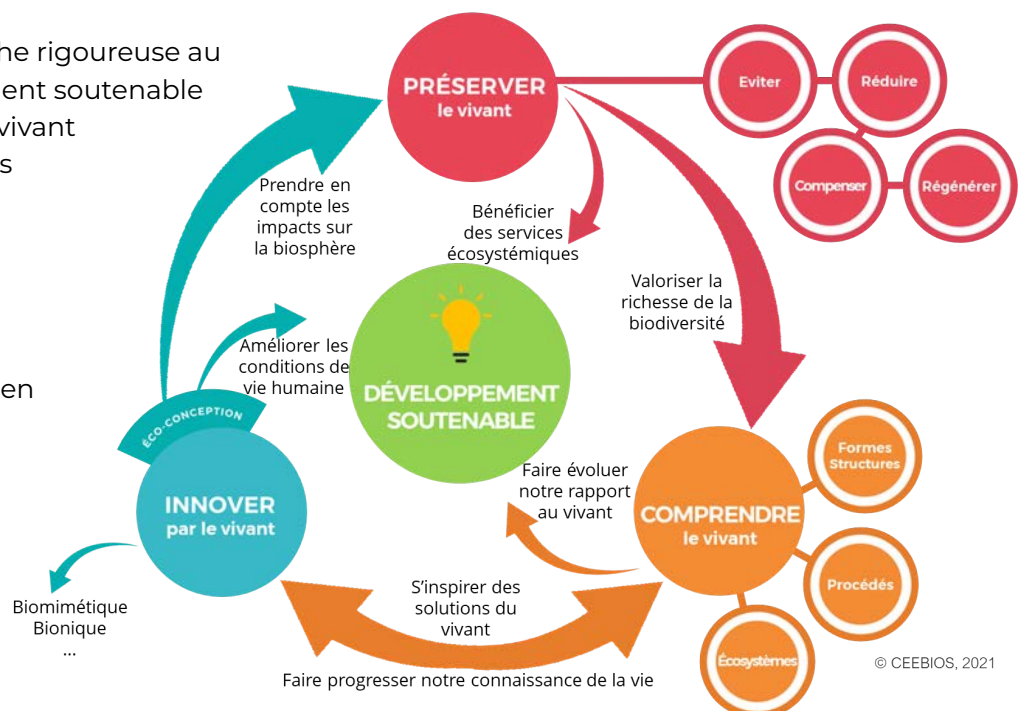 he rigoureuse au
ent soutenable
vivant
s
en
PRÉSERVER
le vivant
Eviter
Réduire
Compenser
Régénérer
Prendre en
compte les
impacts sur
la biosphère
Bénéficier
des services
écosystémiques
Valoriser la
richesse de la
biodiversité
Améliorer les
conditions de
vie humaine
DÉVELOPPEMENT
SOUTENABLE
ÉCO-CONCEPTION
INNOVER
par le vivant
Faire évoluer
notre rapport
au vivant
COMPRENDRE
le vivant
Formes
Structures
Procédés
Écosystèmes
Biomimétique
Bionique
...
S'inspirer des
solutions du
vivant
Faire progresser notre connaissance de la vie
© CEEBIOS, 2021